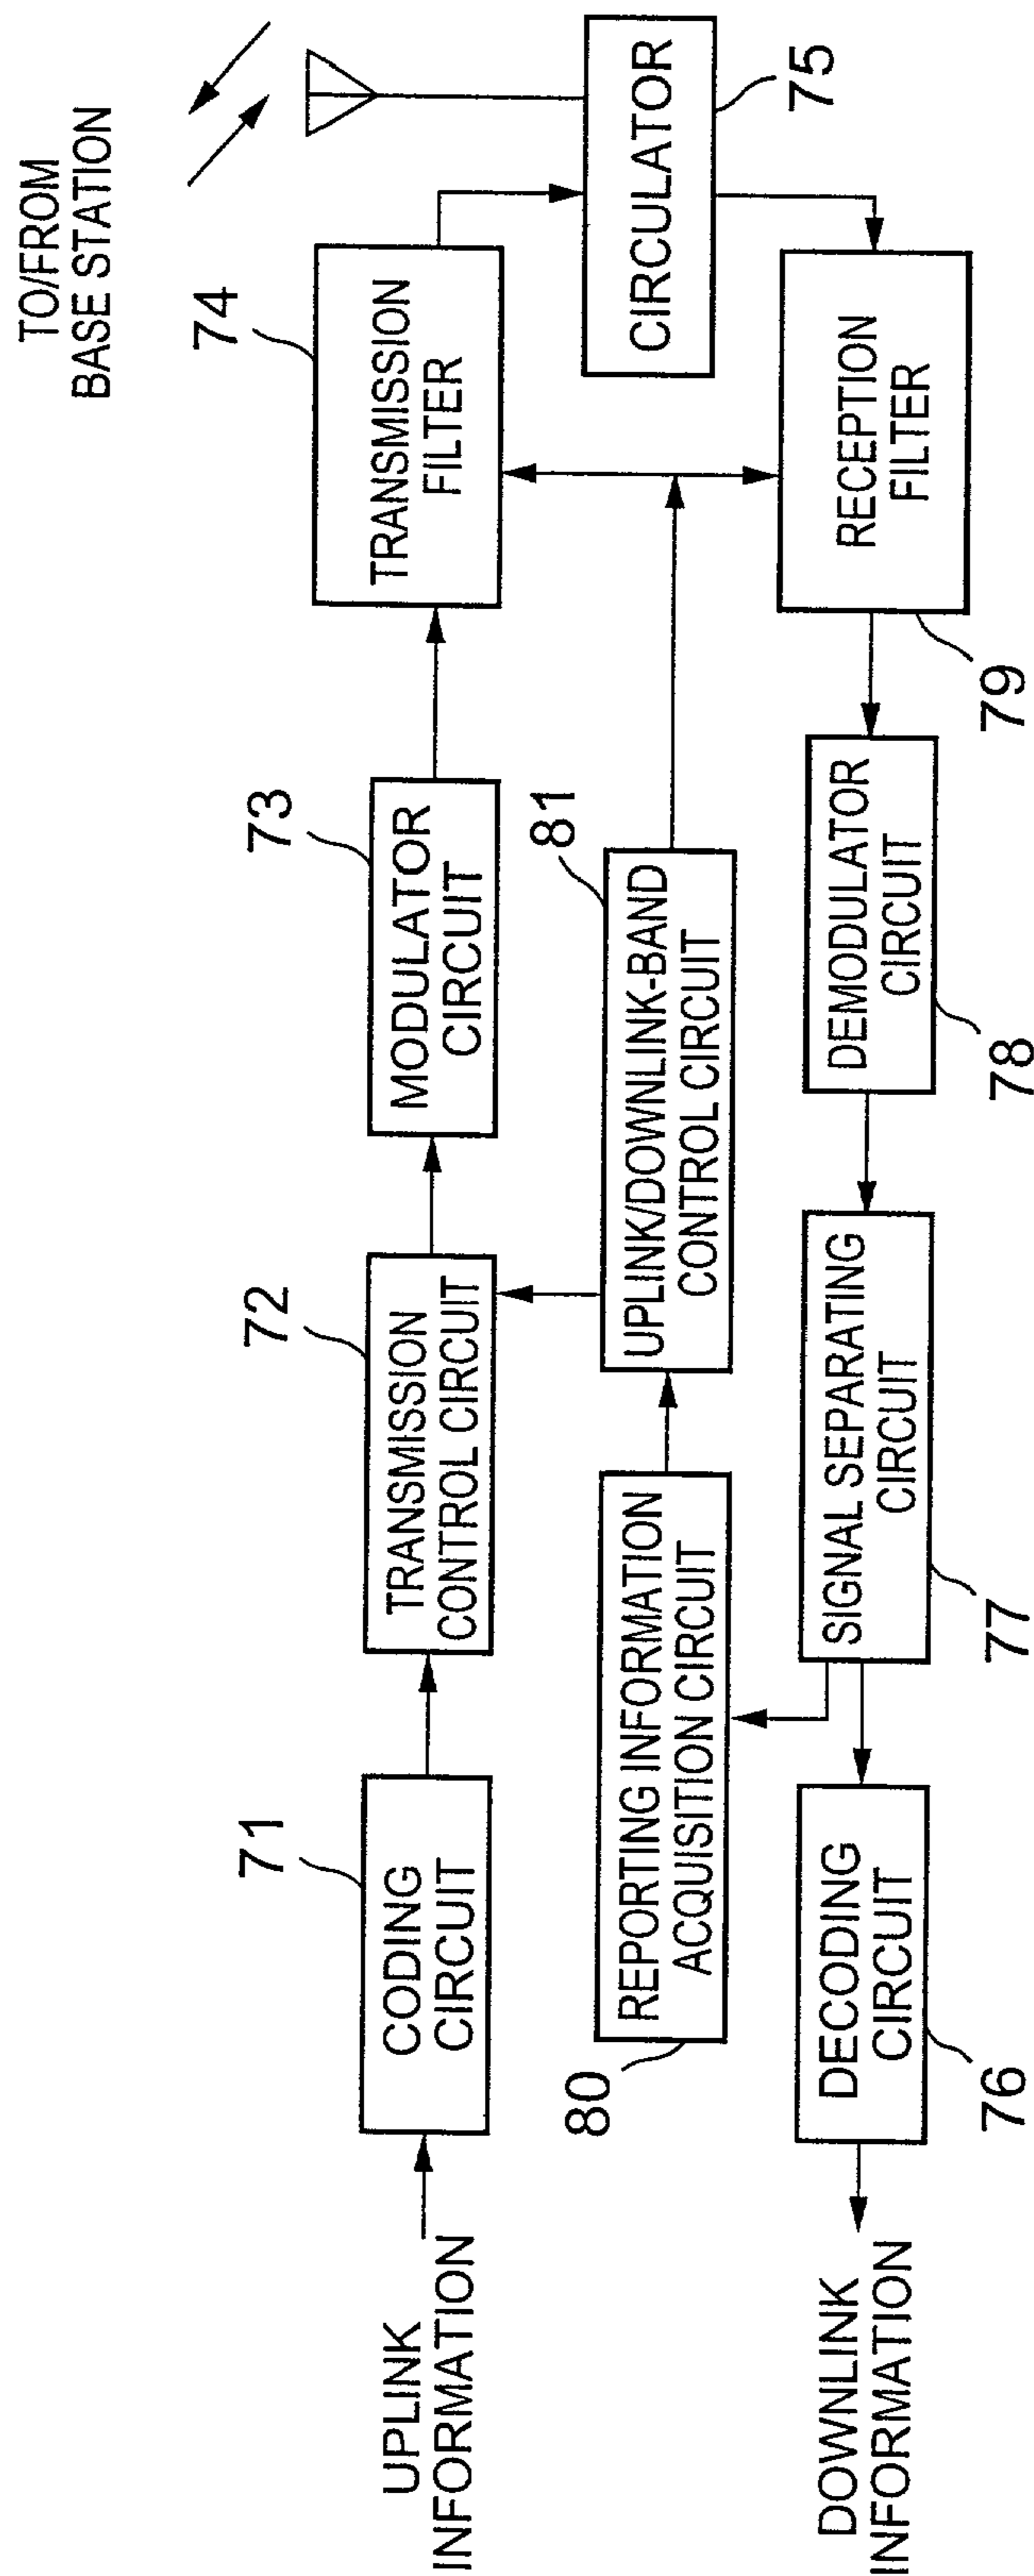 TO/FROM
BASE STATION
UPLINK
INFORMATION
71
CODING
CIRCUIT
72
TRANSMISSION
CONTROL CIRCUIT
73
MODULATOR
CIRCUIT
74
TRANSMISSION
FILTER
CIRCULATOR
75
80
REPORTING INFORMATION
ACQUISITION CIRCUIT
81
UPLINK/DOWNLINK-BAND
CONTROL CIRCUIT
DOWNLINK
INFORMATION
DECODING
CIRCUIT
76
SIGNAL SEPARATING
CIRCUIT
77
DEMODULATOR
CIRCUIT
78
RECEPTION
FILTER
79